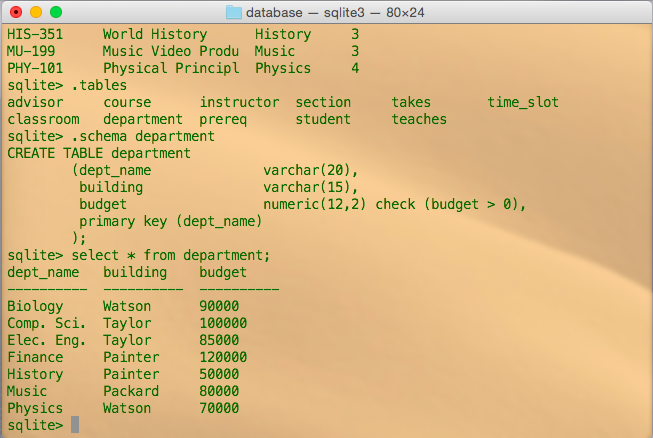 database — sqlite3 — 80×24
HIS-351     World History      History     3
MU-199      Music Video Produ  Music       3
PHY-101     Physical Principl  Physics     4
sqlite> .tables
advisor     course      instructor  section     takes       time_slot
classroom   department  prereq      student     teaches
sqlite> .schema department
CREATE TABLE department
        (dept_name              varchar(20),
         building               varchar(15),
         budget                 numeric(12,2) check (budget > 0),
         primary key (dept_name)
        );
sqlite> select * from department;
dept_name   building    budget
----------  ----------  ----------
Biology     Watson      90000
Comp. Sci.  Taylor      100000
Elec. Eng.  Taylor      85000
Finance     Painter     120000
History     Painter     50000
Music       Packard     80000
Physics     Watson      70000
sqlite>